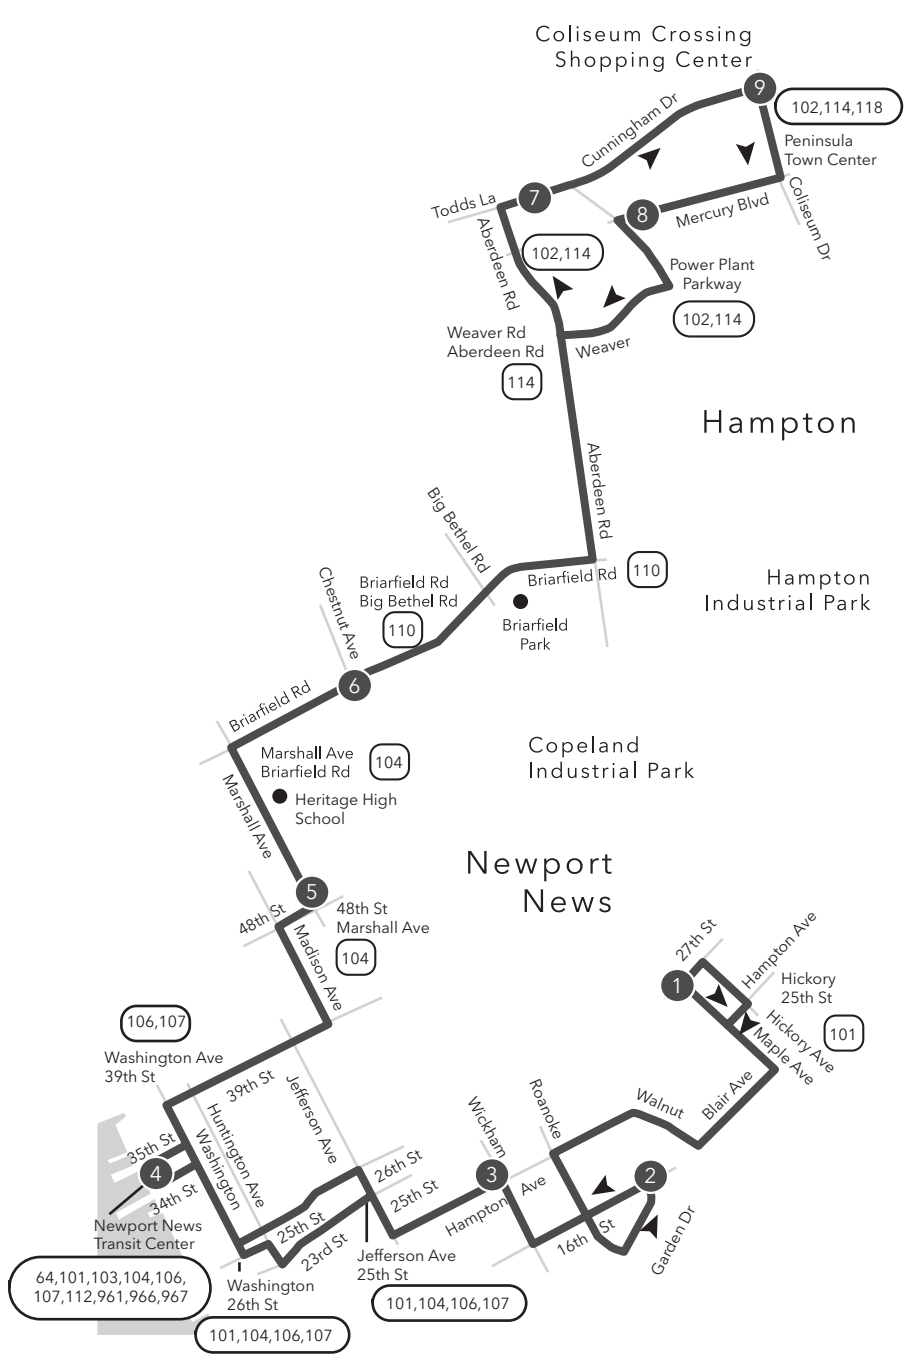 Coliseum Crossing
Shopping Center
9
102,114,118
Cunningham Dr
Peninsula
Town Center
Todds La
7
8
Mercury Blvd
Coliseum Dr
Aberdeen Rd
102,114
Power Plant
Parkway
102,114
Weaver Rd
Aberdeen Rd
Weaver
114
Hampton
Aberdeen Rd
Big Bethel Rd
Briarfield Rd
110
Hampton
Industrial Park
Chestnut Ave
Briarfield Rd
Big Bethel Rd
110
Briarfield
Park
6
Briarfield Rd
Copeland
Industrial Park
Marshall Ave
Briarfield Rd
104
Heritage High
School
Marshall Ave
Newport
News
5
48th St
48th St
Marshall Ave
104
Madison Ave
27th St
Hampton Ave
1
Hickory
25th St
101
Hickory Ave
Maple Ave
106,107
Washington Ave
39th St
39th St
Jefferson Ave
Blair Ave
Walnut
Roanoke
Wickham
Huntington Ave
Washington
35th St
4
34th St
26th St
25th St
3
Hampton Ave
2
16th St
Garden Dr
Newport News
Transit Center
64,101,103,104,106,
107,112,961,966,967
25th St
23rd St
Washington
26th St
101,104,106,107
Jefferson Ave
25th St
101,104,106,107